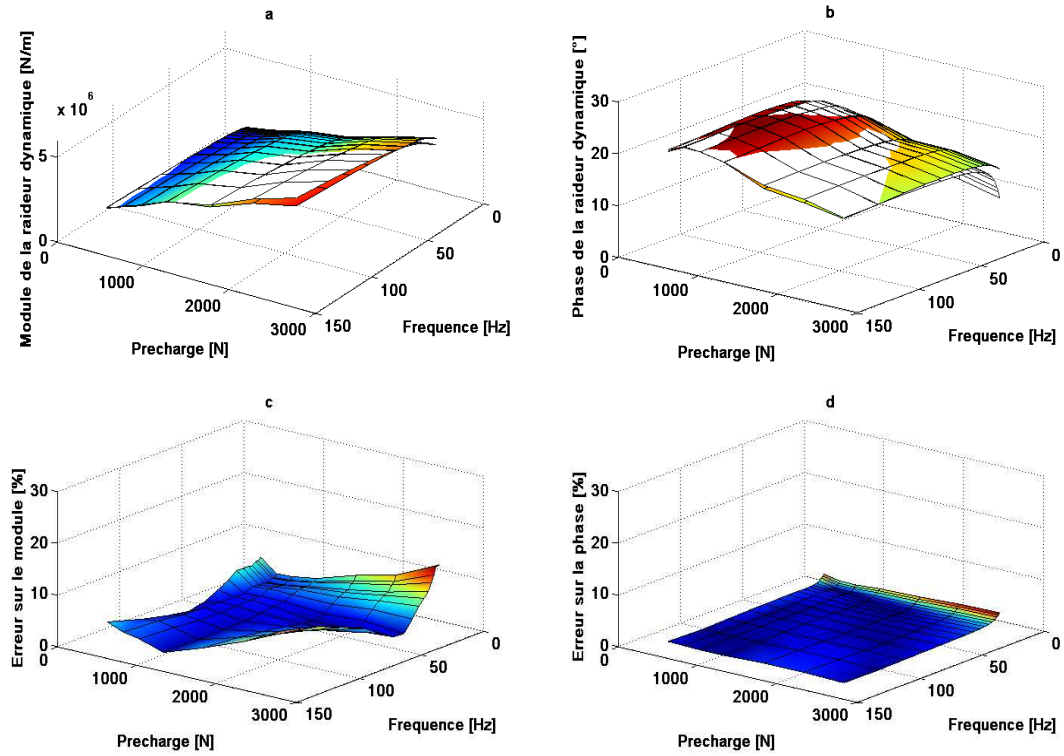 a
Module de la raideur dynamique [N/m]
x 10^6
5
0
0
1000
2000
3000
Precharge [N]
150
100
50
0
Frequence [Hz]
b
Phase de la raideur dynamique [°]
30
20
10
0
0
1000
2000
3000
Precharge [N]
150
100
50
0
Frequence [Hz]
c
Erreur sur le module [%]
30
20
10
0
0
1000
2000
3000
Precharge [N]
150
100
50
0
Frequence [Hz]
d
Erreur sur la phase [%]
30
20
10
0
0
1000
2000
3000
Precharge [N]
150
100
50
0
Frequence [Hz]